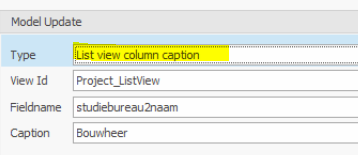 Model Update
Type List view column caption
View Id Project_ListView
Fieldname studiebureau2naam
Caption Bouwheer